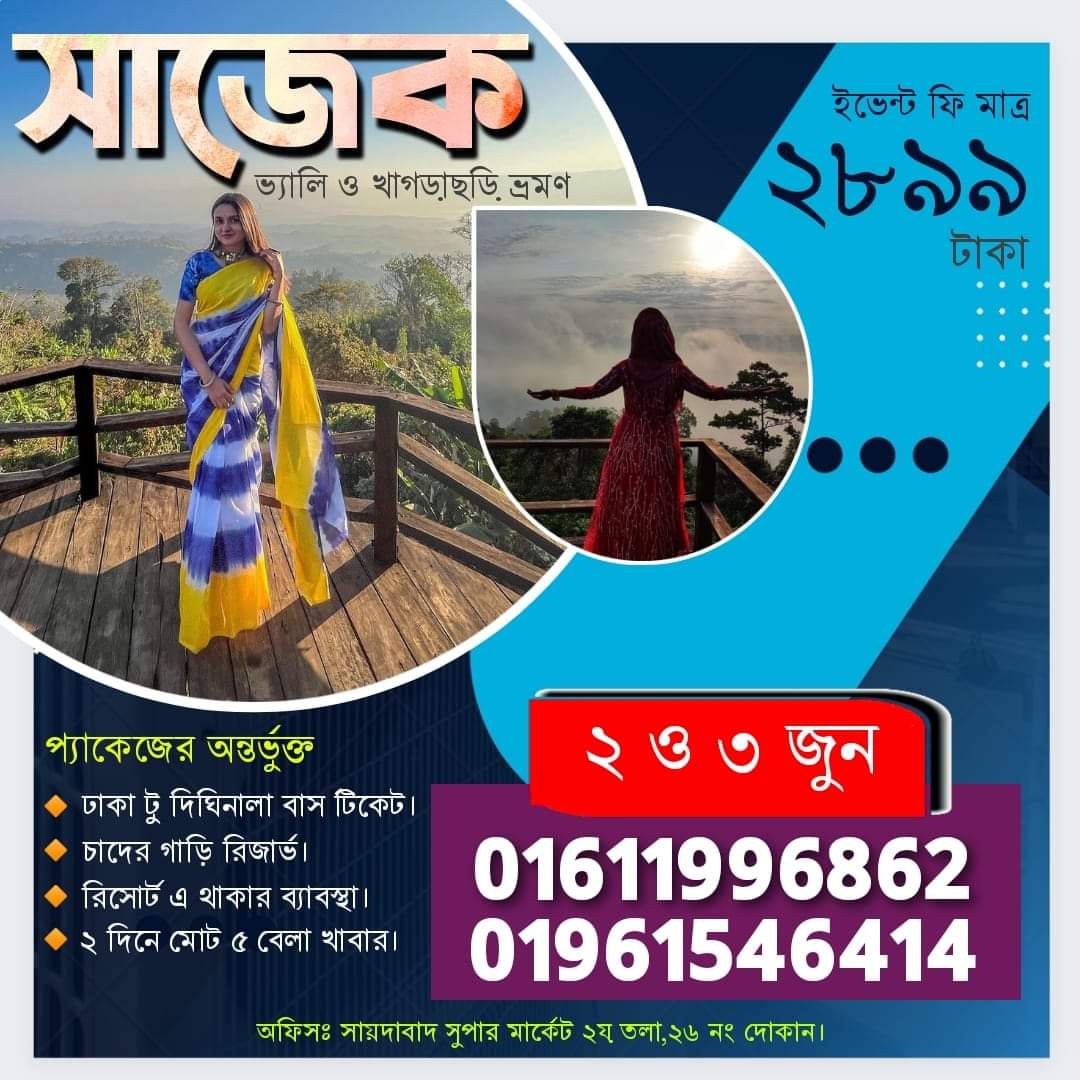 সাজেক
ভ্যালি ও খাগড়াছড়ি ভ্রমণ
ইভেন্ট ফি মাত্র
২৮৯৯
টাকা
প্যাকেজের অন্তর্ভুক্ত
ঢাকা টু দিঘিনালা বাস টিকেট।
চাদের গাড়ি রিজার্ভ।
রিসোর্ট এ থাকার ব্যাবস্থা।
২ দিনে মোট ৫ বেলা খাবার।
২ ও ৩ জুন
01611996862
01961546414
অফিসঃ সায়দাবাদ সুপার মার্কেট ২য় তলা,২৬ নং দোকান।